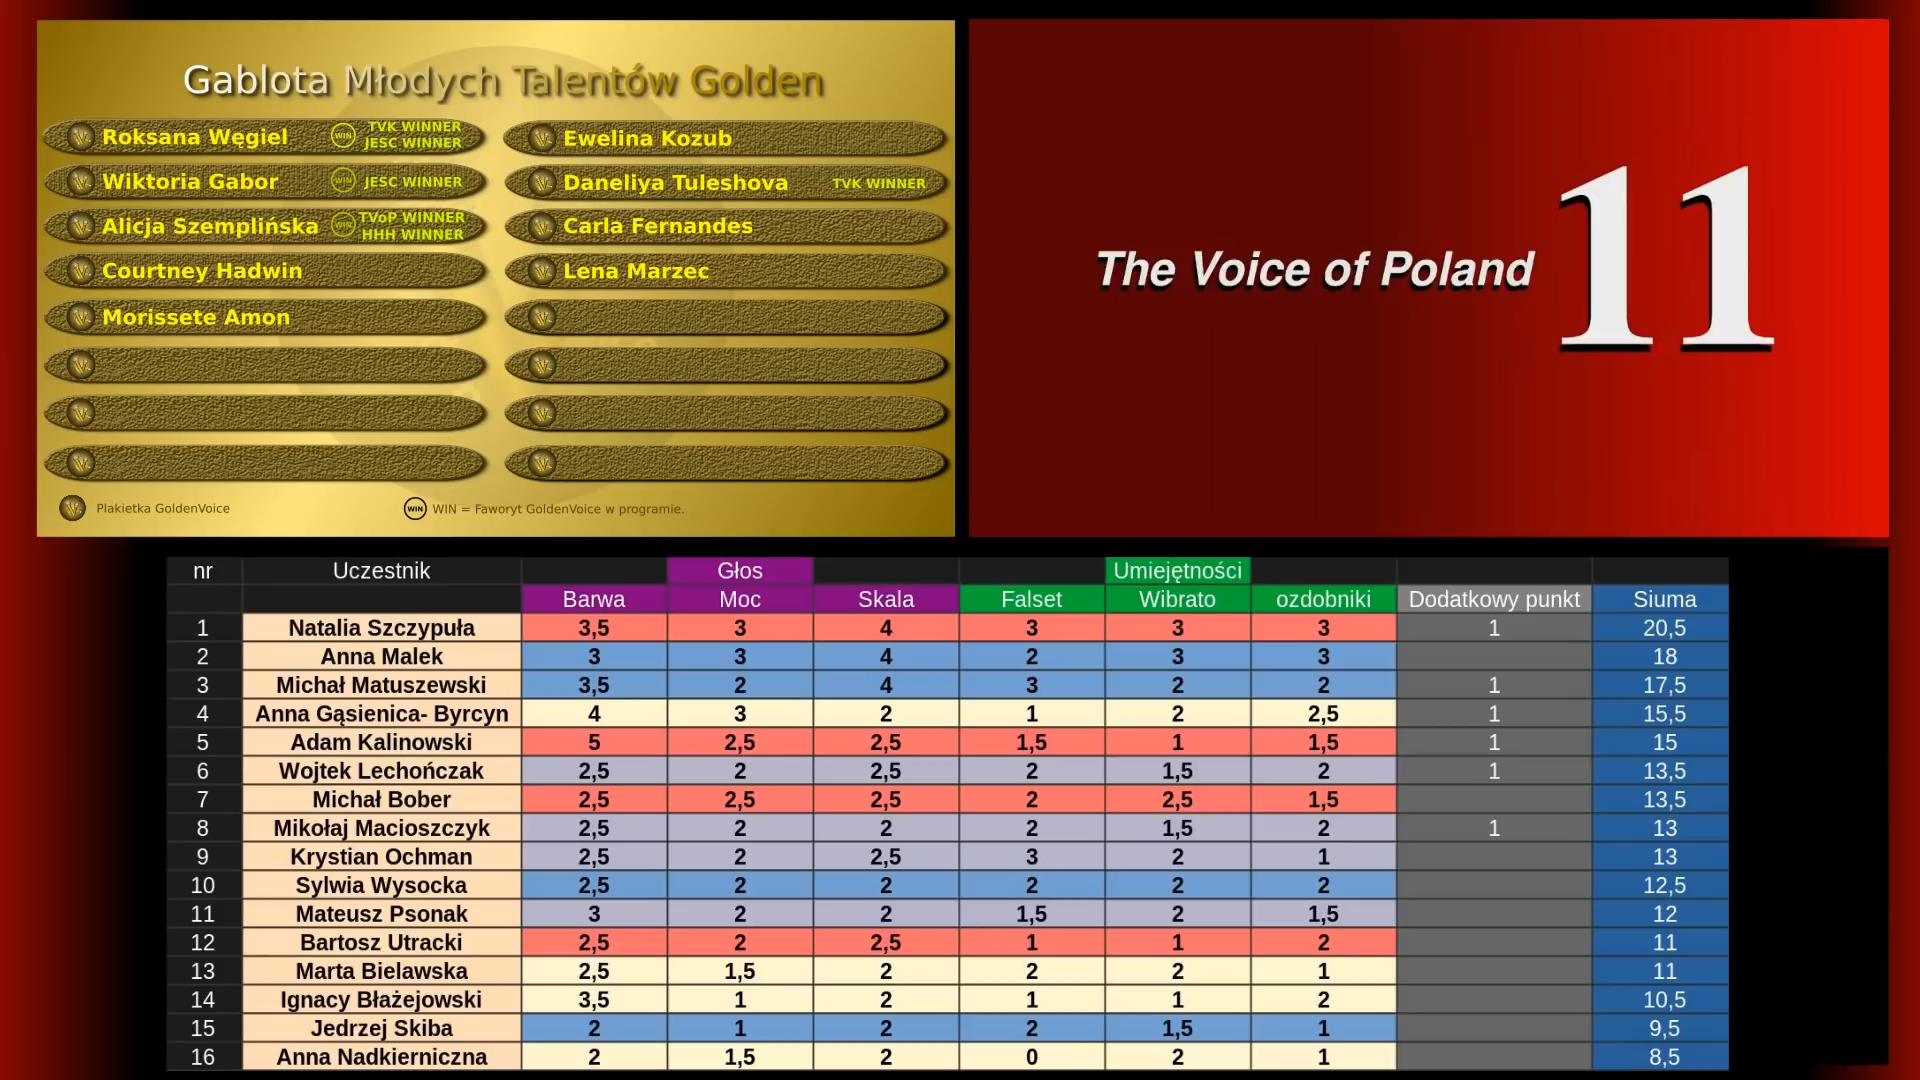 Gablota Młodych Talentów Golden
Roksana Węgiel WIN TVK WINNER JESC WINNER
Wiktoria Gabor WIN JESC WINNER
Alicja Szemplińska WIN TVoP WINNER HHH WINNER
Courtney Hadwin
Morissete Amon
Ewelina Kozub
Daneliya Tuleshova TVK WINNER
Carla Fernandes
Lena Marzec
Plakietka GoldenVoice
WIN WIN = Faworyt GoldenVoice w programie.
The Voice of Poland 11
nr Uczestnik Głos Umiejętności
Barwa Moc Skala Falset Wibrato ozdobniki Dodatkowy punkt Siuma
1 Natalia Szczypuła 3,5 3 4 3 3 3 1 20,5
2 Anna Malek 3 3 4 2 3 3 18
3 Michał Matuszewski 3,5 2 4 3 2 2 1 17,5
4 Anna Gąsienica- Byrcyn 4 3 2 1 2 2,5 1 15,5
5 Adam Kalinowski 5 2,5 2,5 1,5 1 1,5 1 15
6 Wojtek Lechończak 2,5 2 2,5 2 1,5 2 1 13,5
7 Michał Bober 2,5 2,5 2,5 2 2,5 1,5 13,5
8 Mikołaj Macioszczyk 2,5 2 2 2 1,5 2 1 13
9 Krystian Ochman 2,5 2 2,5 3 2 1 13
10 Sylwia Wysocka 2,5 2 2 2 2 2 12,5
11 Mateusz Psonak 3 2 2 1,5 2 1,5 12
12 Bartosz Utracki 2,5 2 2,5 1 1 2 11
13 Marta Bielawska 2,5 1,5 2 2 2 1 11
14 Ignacy Błażejowski 3,5 1 2 1 1 2 10,5
15 Jedrzej Skiba 2 1 2 2 1,5 1 9,5
16 Anna Nadkierniczna 2 1,5 2 0 2 1 8,5